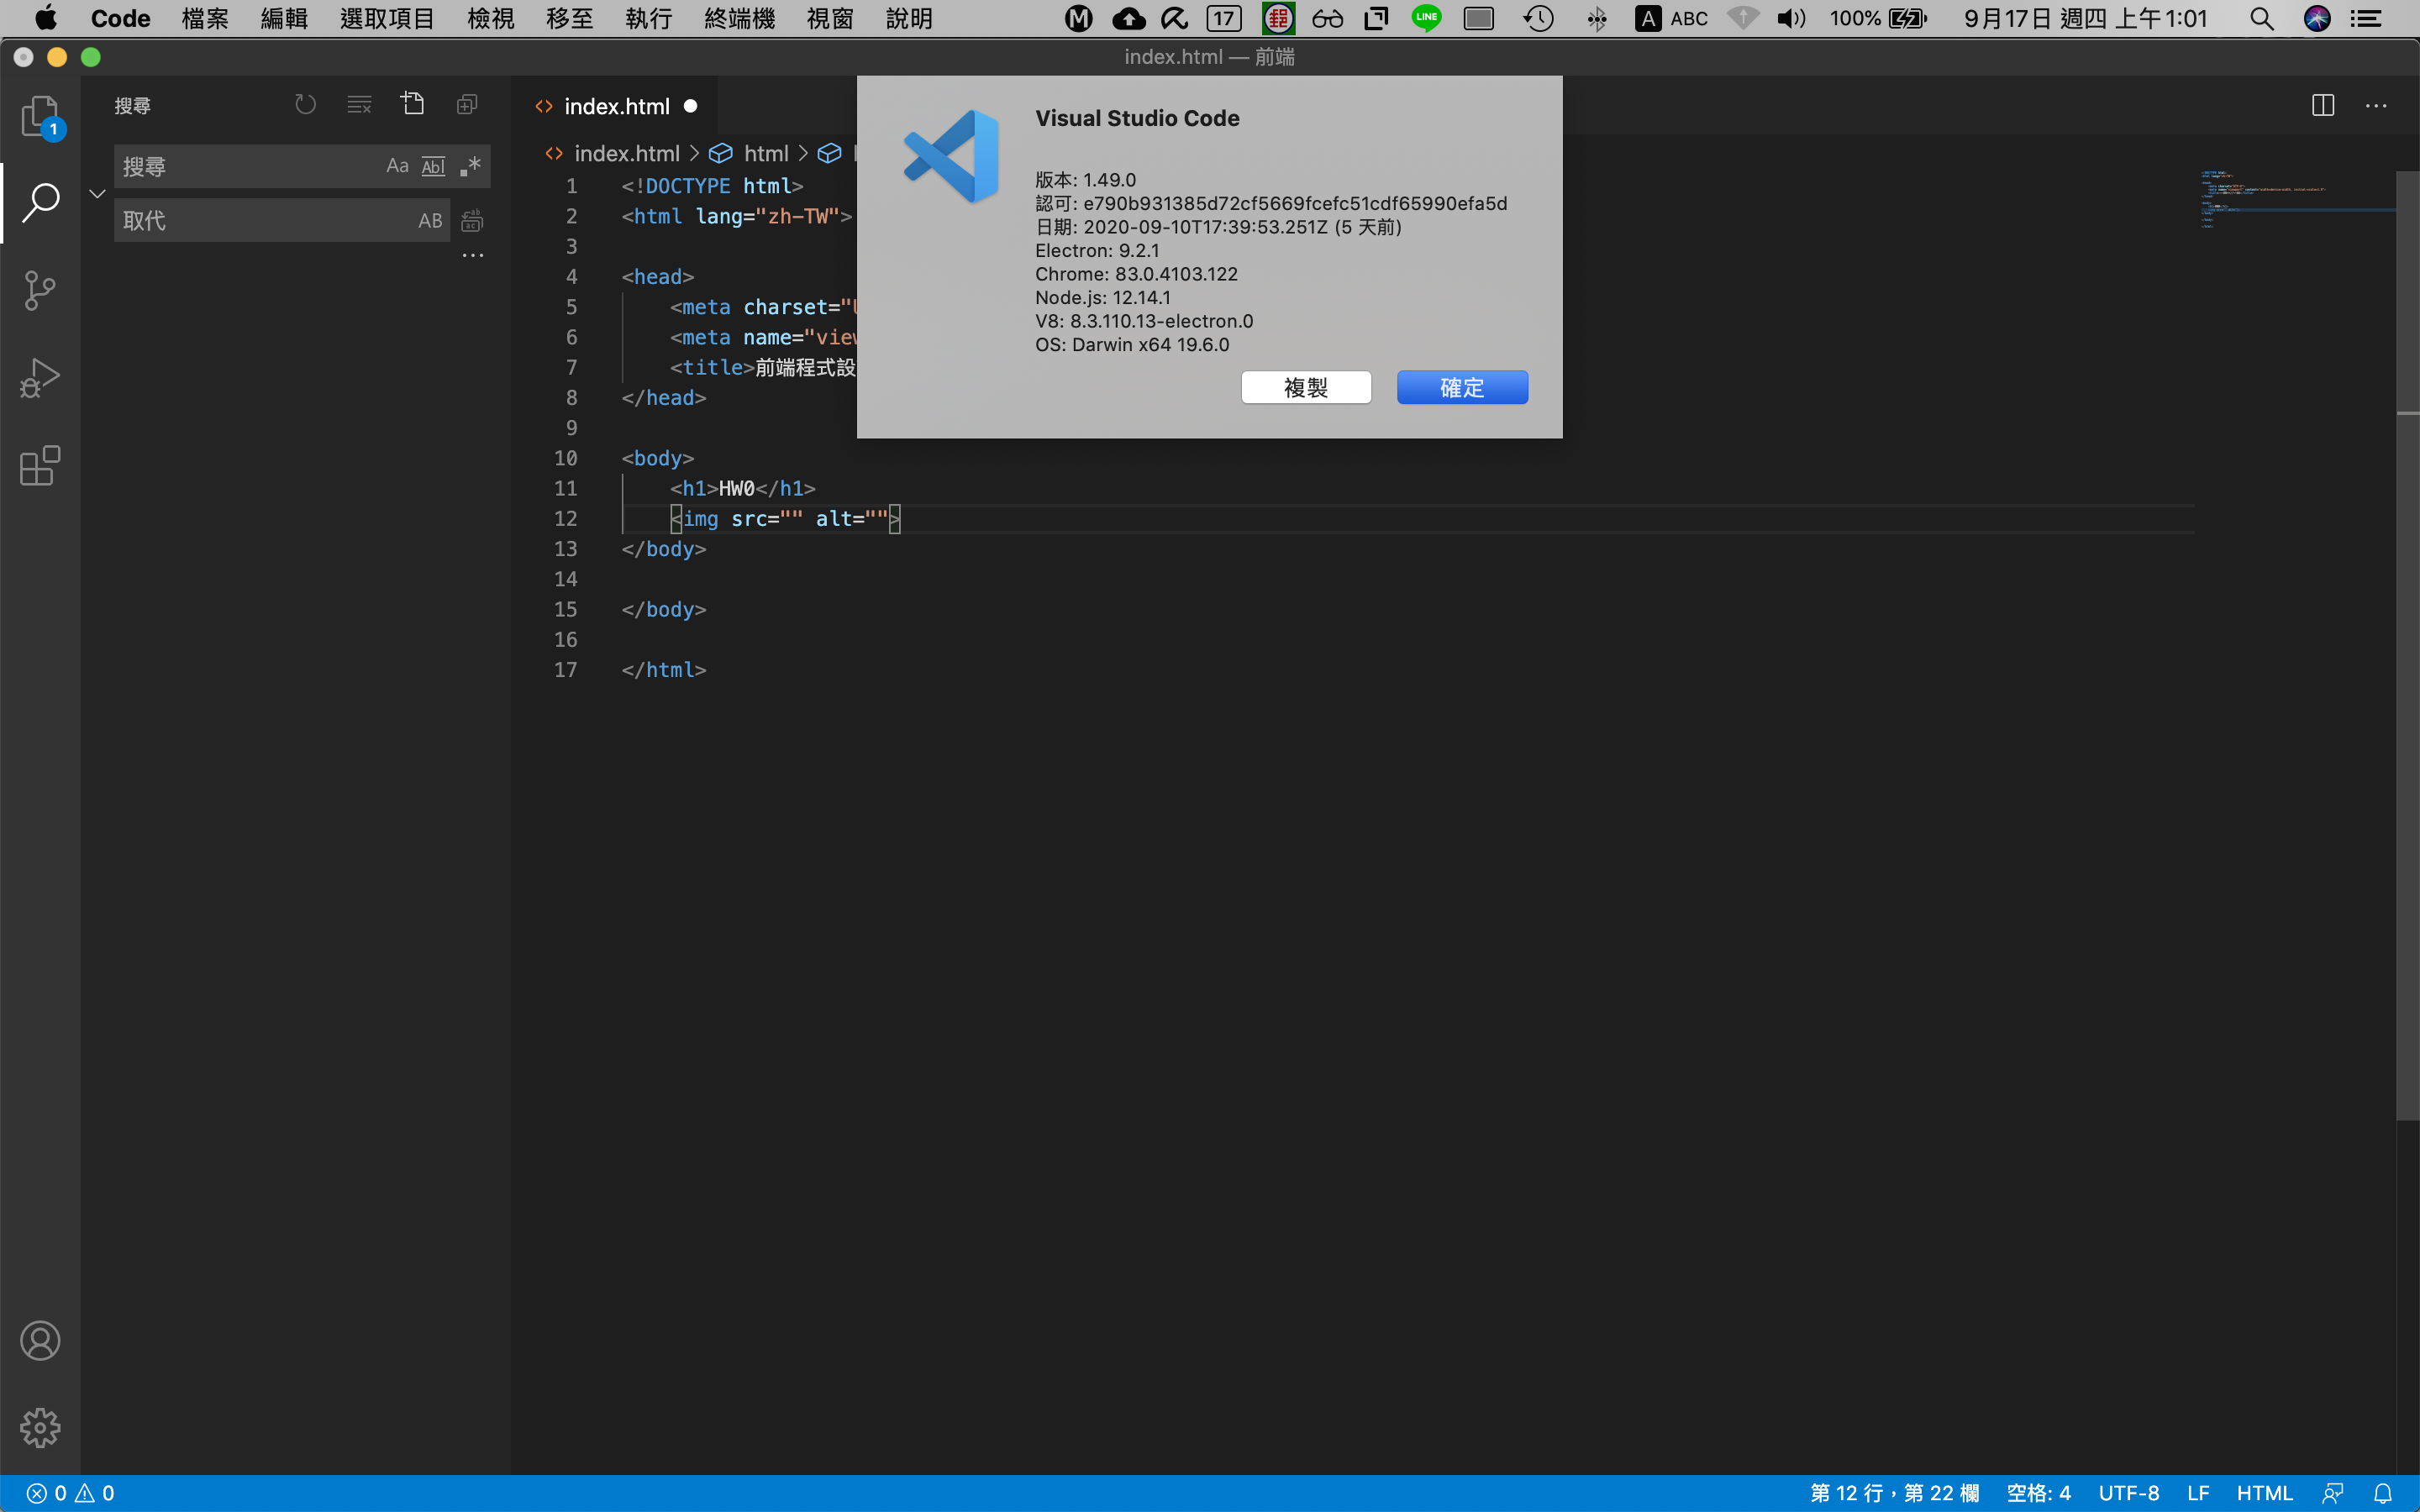 Code 檔案 編輯 選取項目 檢視 移至 執行 終端機 視窗 說明 17 郵 LINE A ABC 100% 9月17日 週四 上午1:01
index.html — 前端
1
搜尋
搜尋 Aa Abl .*
取代 AB
...
index.html
index.html > html >
1 <!DOCTYPE html>
2 <html lang="zh-TW">
3
4 <head>
5 <meta charset="
6 <meta name="view
7 <title>前端程式設
8 </head>
9
10 <body>
11 <h1>HW0</h1>
12 <img src="" alt="">
13 </body>
14
15 </body>
16
17 </html>
Visual Studio Code
版本: 1.49.0
認可: e790b931385d72cf5669fcefc51cdf65990efa5d
日期: 2020-09-10T17:39:53.251Z (5 天前)
Electron: 9.2.1
Chrome: 83.0.4103.122
Node.js: 12.14.1
V8: 8.3.110.13-electron.0
OS: Darwin x64 19.6.0
複製 確定
0 0 第 12 行，第 22 欄 空格: 4 UTF-8 LF HTML